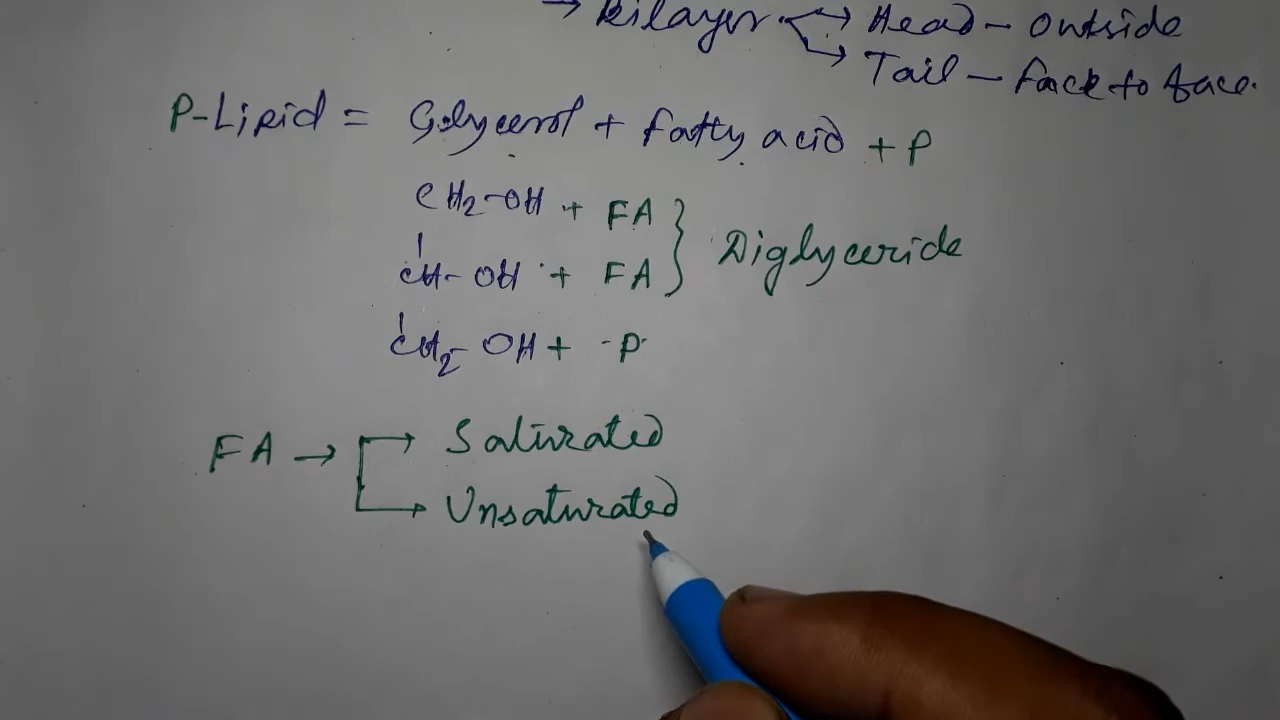 → Bilayer → Head - Outside
→ Tail - face to face.
P-Lipid = Glycerol + fatty acid + P
CH2-OH + FA
CH-OH + FA } Diglyceride
CH2-OH + P
FA → → Saturated
→ Unsaturated